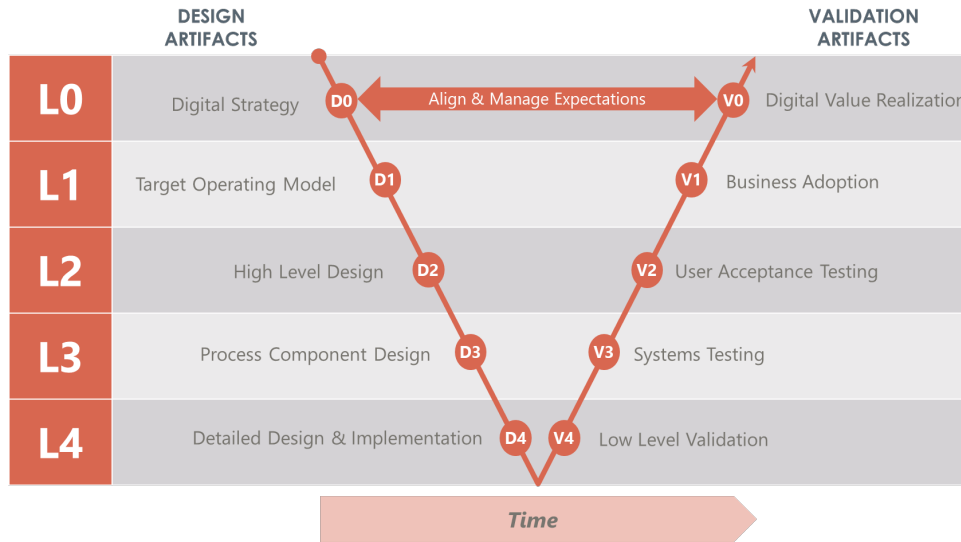 DESIGN
ARTIFACTS
VALIDATION
ARTIFACTS
L0
Digital Strategy
D0
Align & Manage Expectations
V0
Digital Value Realization
L1
Target Operating Model
D1
V1
Business Adoption
L2
High Level Design
D2
V2
User Acceptance Testing
L3
Process Component Design
D3
V3
Systems Testing
L4
Detailed Design & Implementation
D4
V4
Low Level Validation
Time